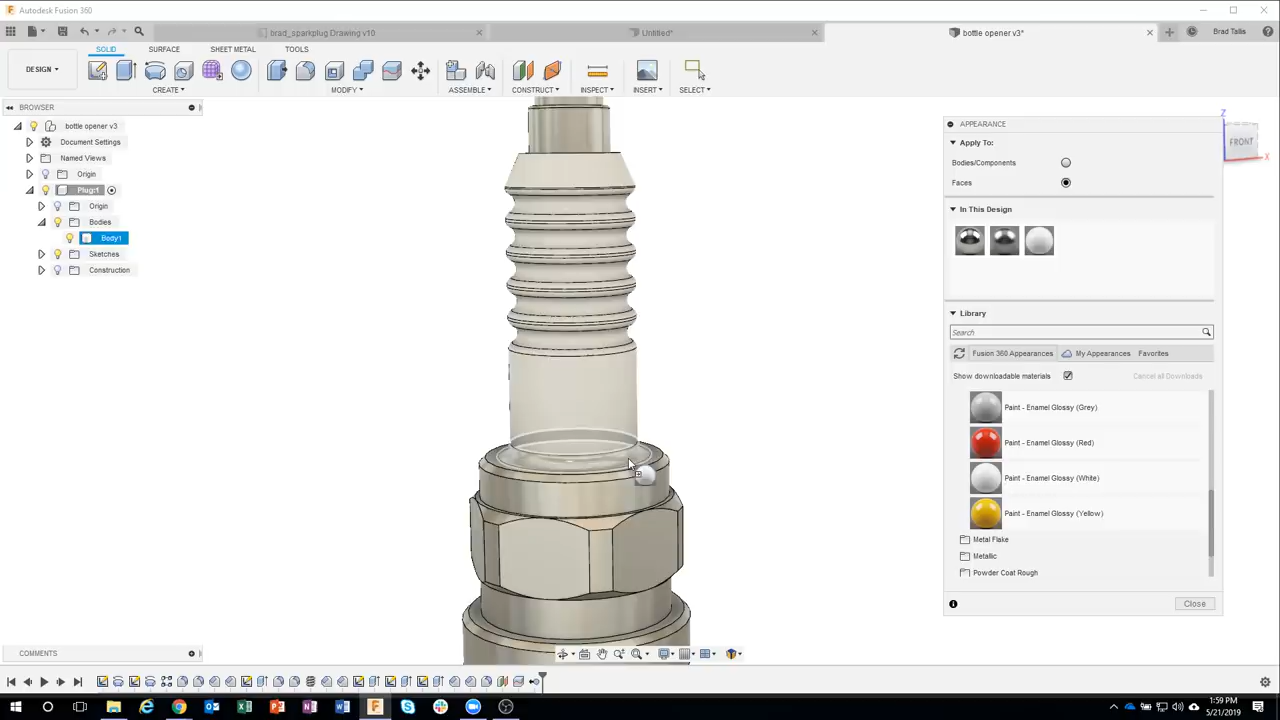 Autodesk Fusion 360
brad_sparkplug Drawing v10
Untitled*
bottle opener v3*
Brad Tallis
SOLID
SURFACE
SHEET METAL
TOOLS
DESIGN
CREATE
MODIFY
ASSEMBLE
CONSTRUCT
INSPECT
INSERT
SELECT
BROWSER
bottle opener v3
Document Settings
Named Views
Origin
Plug:1
Origin
Bodies
Body1
Sketches
Construction
Z
FRONT
X
APPEARANCE
Apply To:
Bodies/Components
Faces
In This Design
Library
Search
Fusion 360 Appearances
My Appearances
Favorites
Show downloadable materials
Cancel all Downloads
Paint - Enamel Glossy (Grey)
Paint - Enamel Glossy (Red)
Paint - Enamel Glossy (White)
Paint - Enamel Glossy (Yellow)
Metal Flake
Metallic
Powder Coat Rough
Close
COMMENTS
1:59 PM
5/21/2019